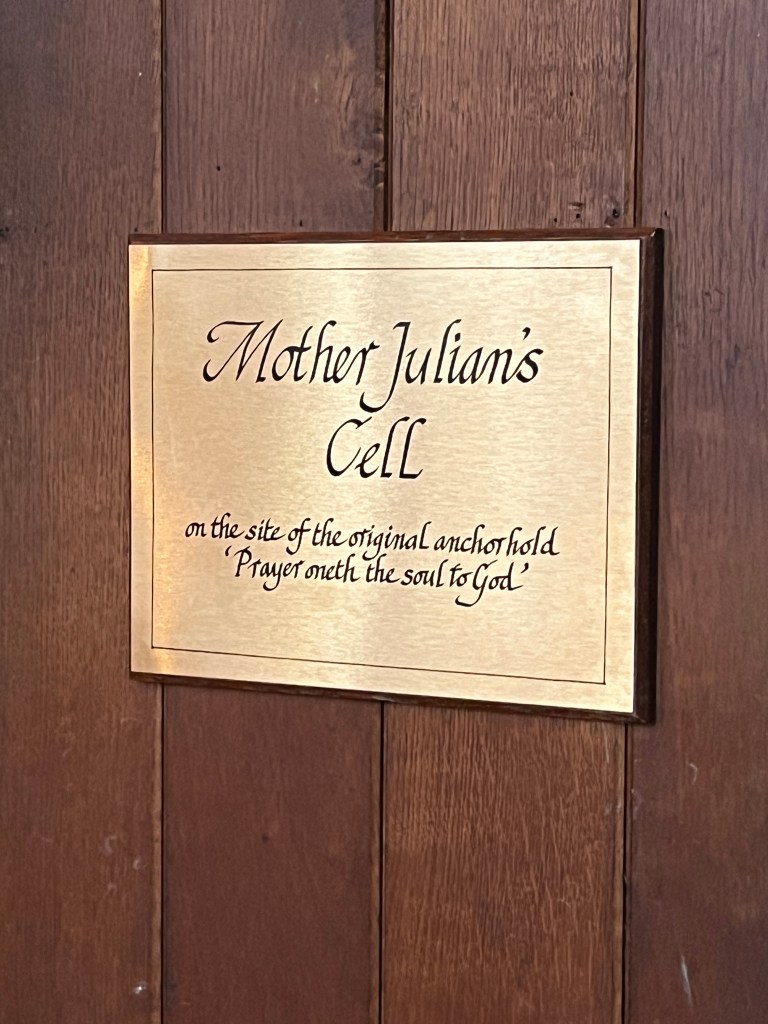 Mother Julian's
Cell
on the site of the original anchorhold
'Prayer oneth the soul to God'